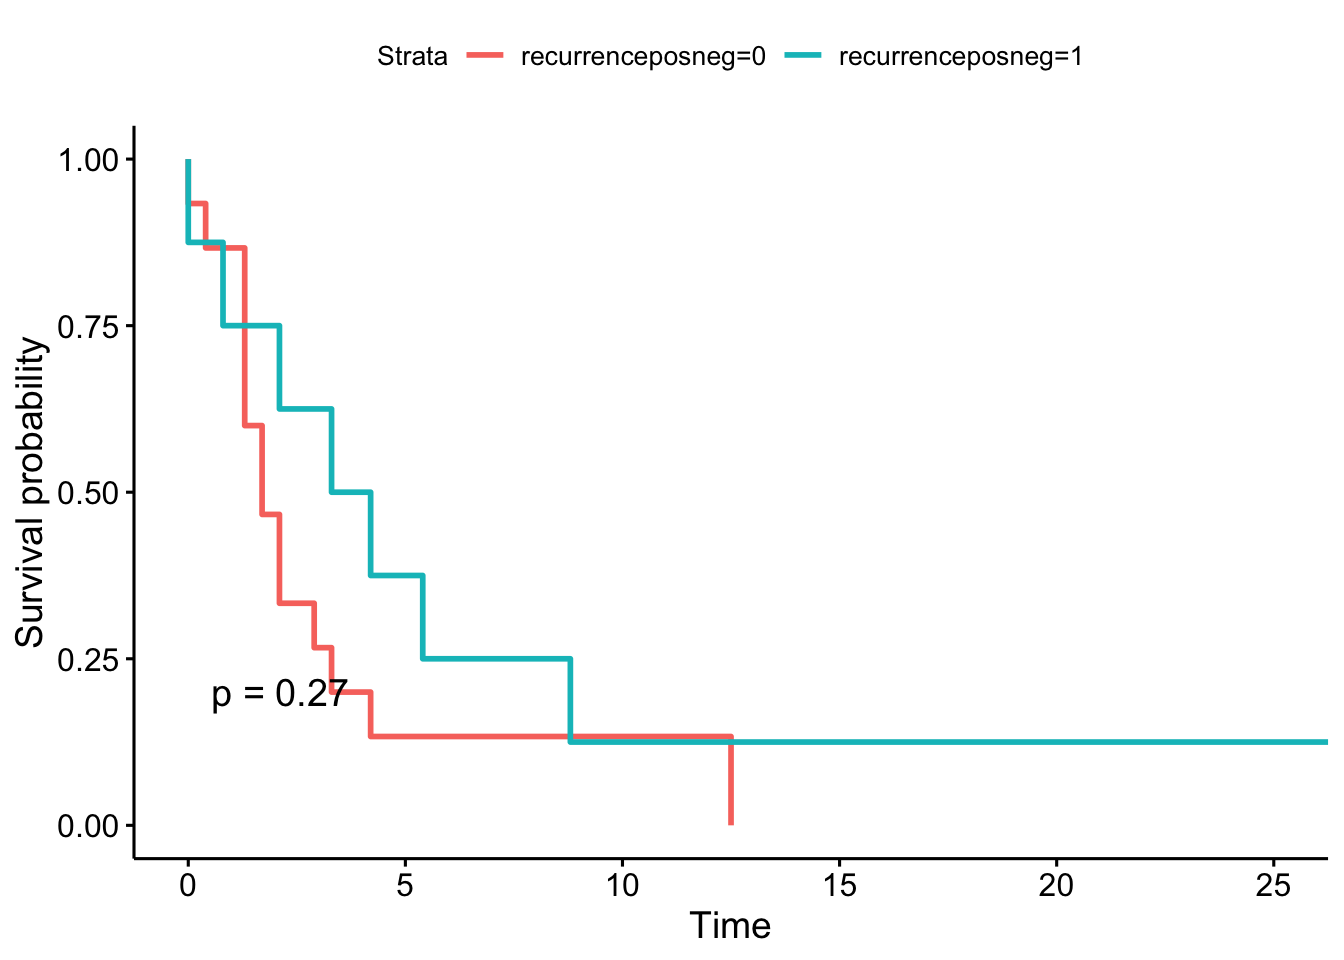 Strata recurrenceposneg=0 recurrenceposneg=1
1.00
0.75
0.50
0.25
0.00
Survival probability
p = 0.27
0 5 10 15 20 25
Time